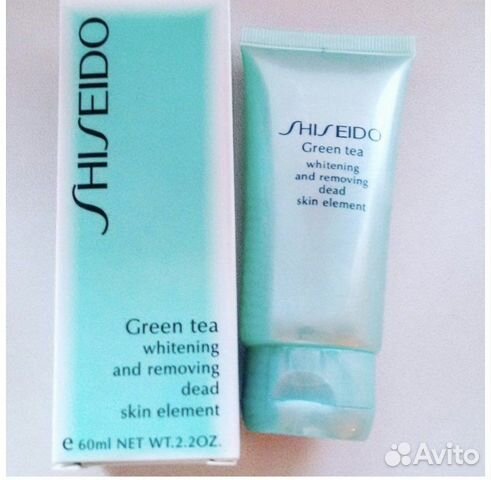 SHISEIDO
Green tea
whitening
and removing
dead
skin element
e 60ml NET WT.2.2OZ.
SHISEIDO
Green tea
whitening
and removing
dead
skin element
Avito